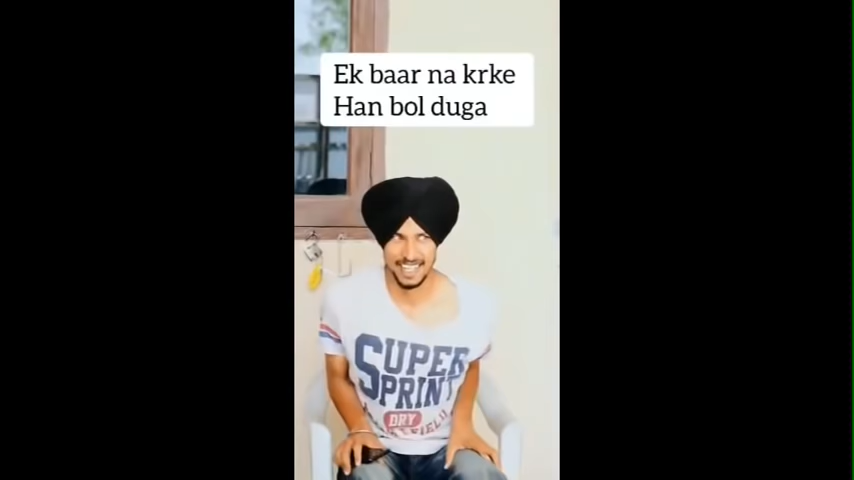 Ek baar na krke
Han bol duga
SUPER
SPRINT
DRY